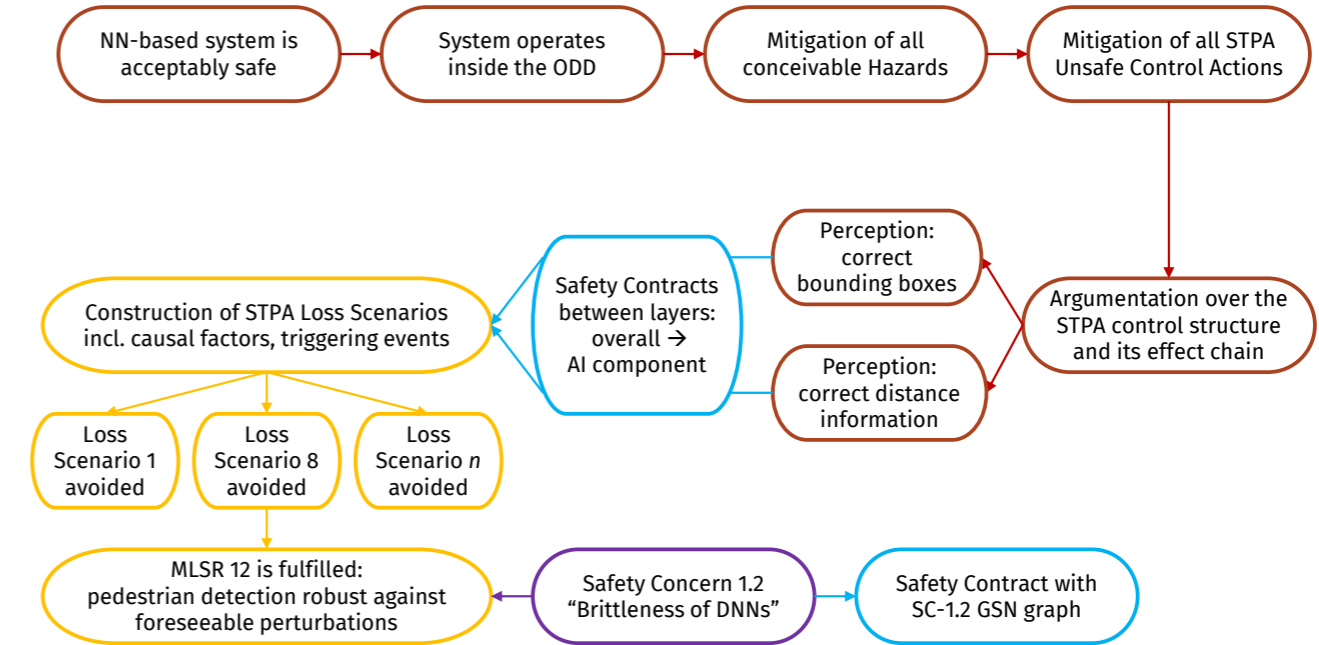 NN-based system is
acceptably safe
System operates
inside the ODD
Mitigation of all
conceivable Hazards
Mitigation of all STPA
Unsafe Control Actions
Argumentation over the
STPA control structure
and its effect chain
Perception:
correct
bounding boxes
Perception:
correct distance
information
Safety Contracts
between layers:
overall →
AI component
Construction of STPA Loss Scenarios
incl. causal factors, triggering events
Loss
Scenario 1
avoided
Loss
Scenario 8
avoided
Loss
Scenario n
avoided
MLSR 12 is fulfilled:
pedestrian detection robust against
foreseeable perturbations
Safety Concern 1.2
“Brittleness of DNNs”
Safety Contract with
SC-1.2 GSN graph